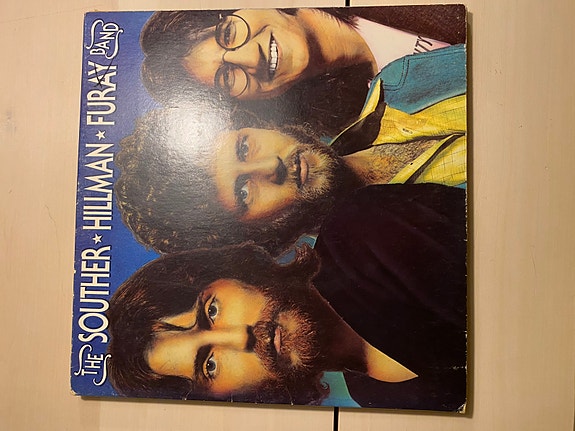 THE SOUTHER ★ HILLMAN ★ FURAY BAND